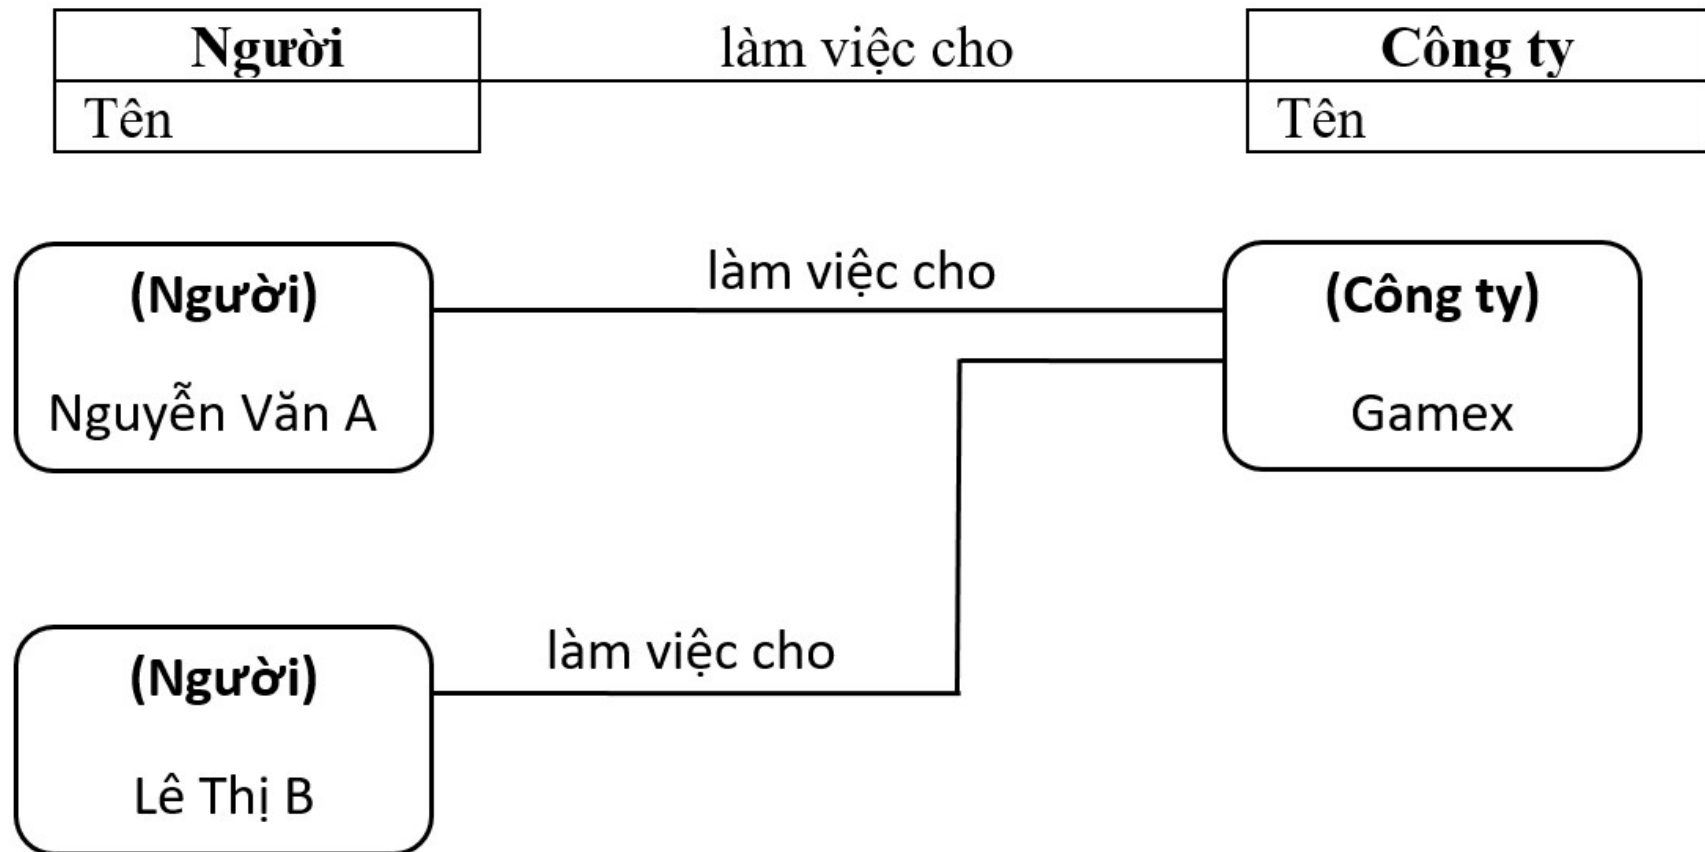 Người
làm việc cho
Công ty
Tên
Tên
(Người)
Nguyễn Văn A
làm việc cho
(Công ty)
Gamex
(Người)
Lê Thị B
làm việc cho